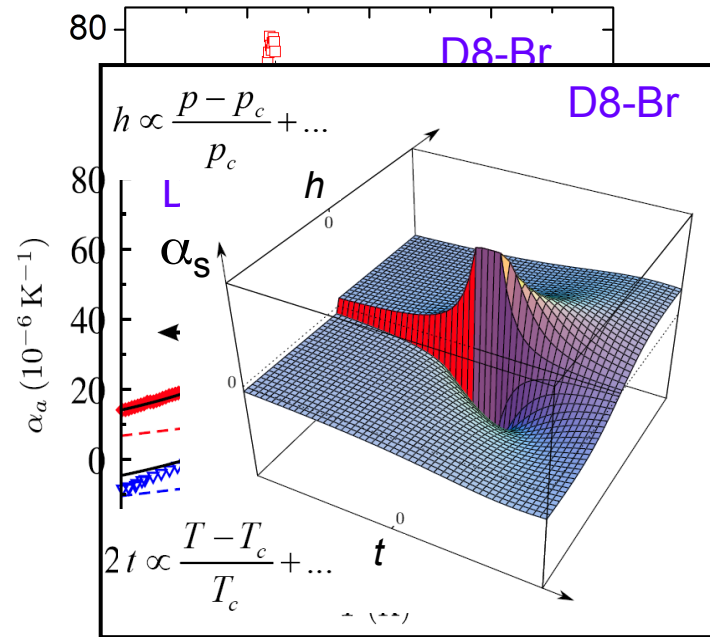 80
D8-Br
D8-Br
h ∝ (p − p_c)/p_c + ...
80
L
h
0
α_s
60
α_a (10⁻⁶ K⁻¹)
40
0
20
0
0
2 t ∝ (T − T_c)/T_c + ...
t